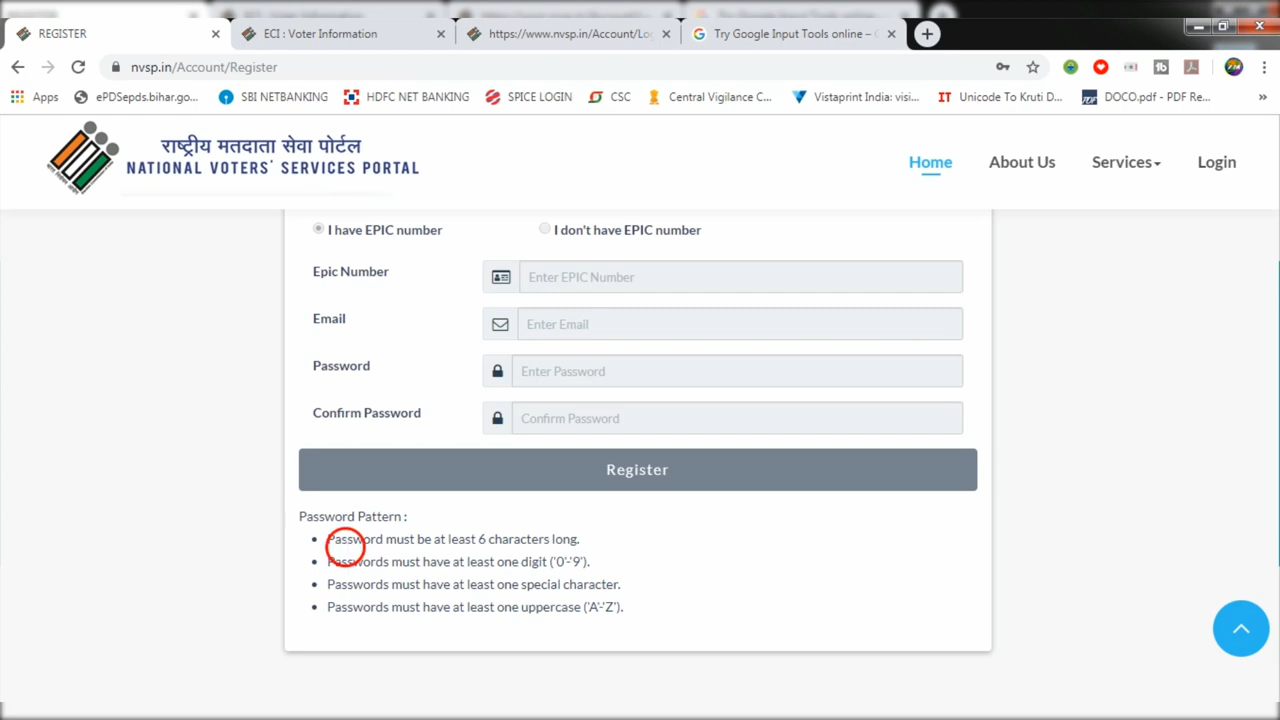 REGISTER
ECI : Voter Information
https://www.nvsp.in/Account/Lo
Try Google Input Tools online –
nvsp.in/Account/Register
Apps
ePDSepds.bihar.go...
SBI NETBANKING
HDFC NET BANKING
SPICE LOGIN
CSC
Central Vigilance C...
Vistaprint India: visi...
IT
Unicode To Kruti D...
DOCO.pdf - PDF Re...
»
राष्ट्रीय मतदाता सेवा पोर्टल
NATIONAL VOTERS' SERVICES PORTAL
Home
About Us
Services
Login
I have EPIC number
I don't have EPIC number
Epic Number
Enter EPIC Number
Email
Enter Email
Password
Enter Password
Confirm Password
Confirm Password
Register
Password Pattern :
Password must be at least 6 characters long.
Passwords must have at least one digit ('0'-'9').
Passwords must have at least one special character.
Passwords must have at least one uppercase ('A'-'Z').